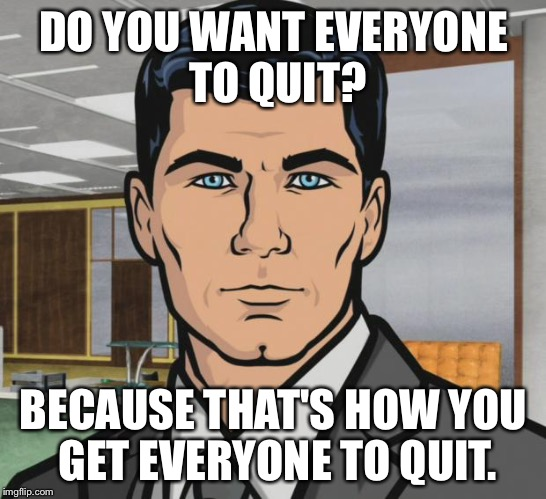 DO YOU WANT EVERYONE
TO QUIT?
BECAUSE THAT'S HOW YOU
GET EVERYONE TO QUIT.
imgflip.com